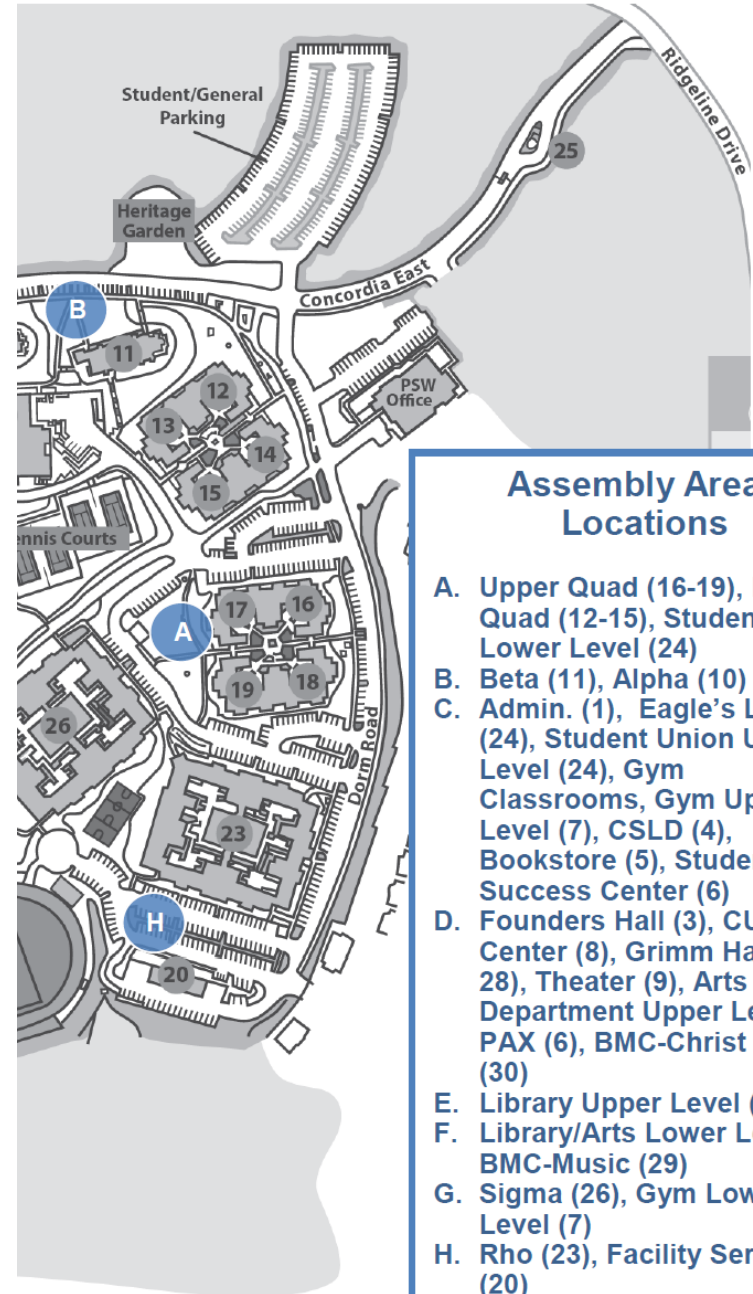 Student/General
Parking
Ridgeline Drive
25
Heritage
Garden
Concordia East
B
11
PSW
Office
12
13
14
15
ennis Courts
17
16
A
19
18
26
Dorm Road
23
H
20
Assembly Area
Locations
A. Upper Quad (16-19),
Quad (12-15), Studen
Lower Level (24)
B. Beta (11), Alpha (10)
C. Admin. (1), Eagle’s L
(24), Student Union U
Level (24), Gym
Classrooms, Gym Up
Level (7), CSLD (4),
Bookstore (5), Stude
Success Center (6)
D. Founders Hall (3), CU
Center (8), Grimm Ha
28), Theater (9), Arts
Department Upper Le
PAX (6), BMC-Christ
(30)
E. Library Upper Level (
F. Library/Arts Lower L
BMC-Music (29)
G. Sigma (26), Gym Low
Level (7)
H. Rho (23), Facility Ser
(20)